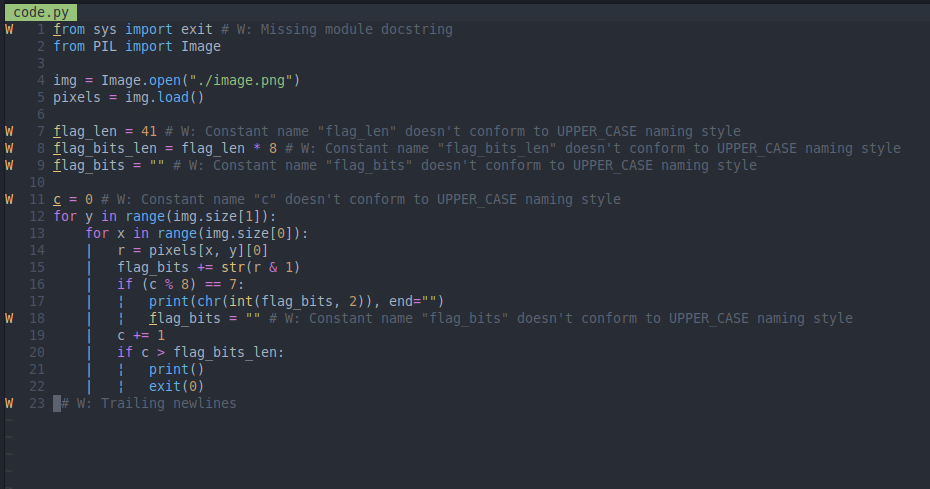 code.py
W 1 from sys import exit # W: Missing module docstring
2 from PIL import Image
3
4 img = Image.open("./image.png")
5 pixels = img.load()
6
W 7 flag_len = 41 # W: Constant name "flag_len" doesn't conform to UPPER_CASE naming style
W 8 flag_bits_len = flag_len * 8 # W: Constant name "flag_bits_len" doesn't conform to UPPER_CASE naming style
W 9 flag_bits = "" # W: Constant name "flag_bits" doesn't conform to UPPER_CASE naming style
10
W 11 c = 0 # W: Constant name "c" doesn't conform to UPPER_CASE naming style
12 for y in range(img.size[1]):
13     for x in range(img.size[0]):
14     |   r = pixels[x, y][0]
15     |   flag_bits += str(r & 1)
16     |   if (c % 8) == 7:
17     |   ¦   print(chr(int(flag_bits, 2)), end="")
W 18     |   ¦   flag_bits = "" # W: Constant name "flag_bits" doesn't conform to UPPER_CASE naming style
19     |   c += 1
20     |   if c > flag_bits_len:
21     |   ¦   print()
22     |   ¦   exit(0)
W 23 # W: Trailing newlines
~
~
~
~
~